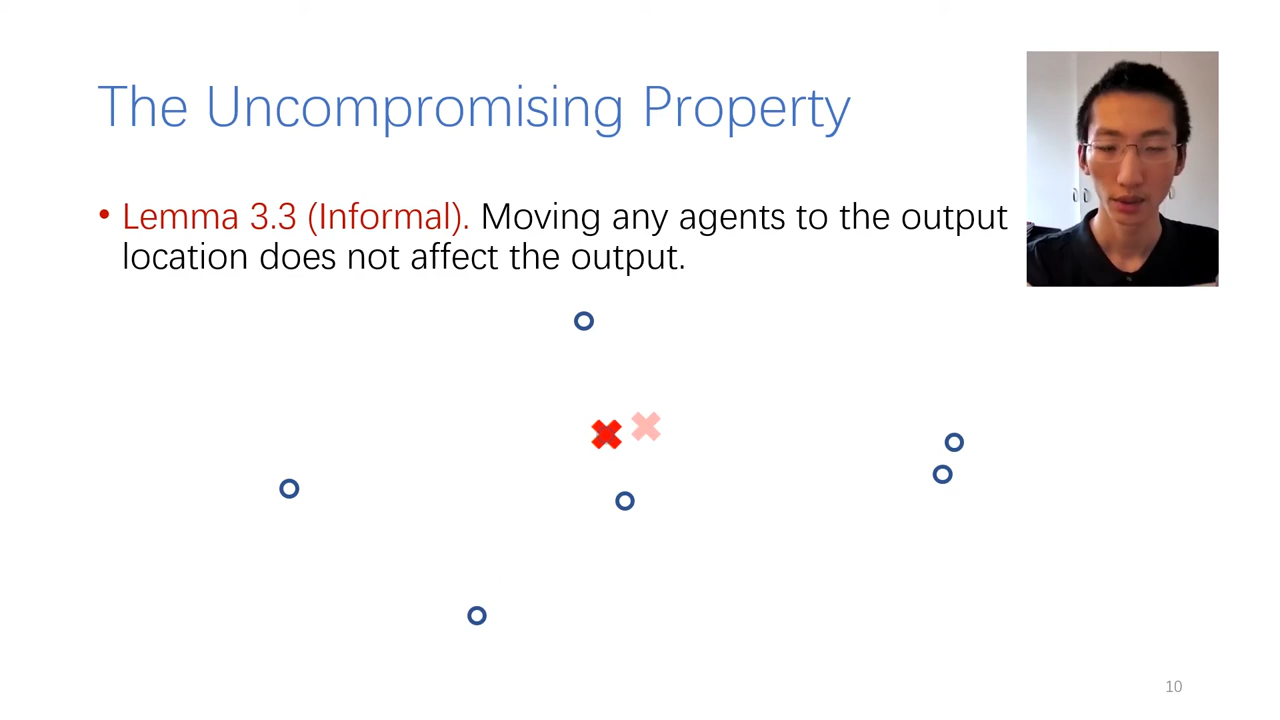 The Uncompromising Property
• Lemma 3.3 (Informal). Moving any agents to the output
location does not affect the output.
10